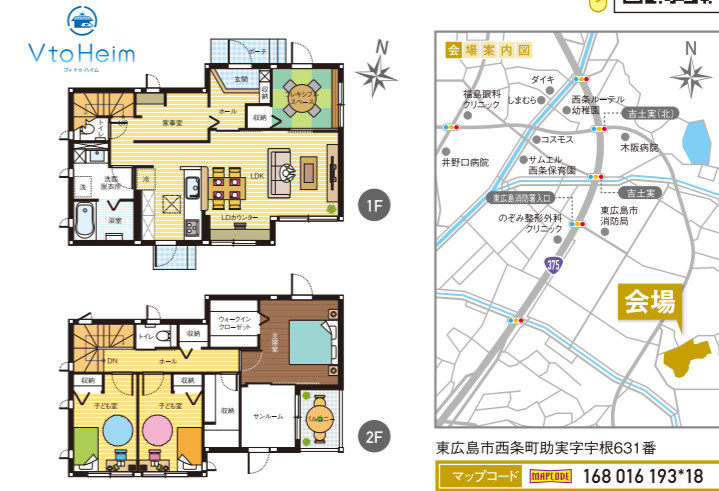 VtoHeim
ヴィ トゥ ハイム
N
ポーチ
玄関
収納
フレキシブル
スペース
ホール
収納
UP
トイレ
家事室
洗面
脱衣所
洗
冷
LDK
浴室
LDカウンター
1F
トイレ
収納
ウォークイン
クローゼット
主寝室
DN
ホール
収納
収納
子ども室
子ども室
収納
サンルーム
バルコニー
2F
会場案内図
N
ダイキ
福島眼科
クリニック
しまむら
西条ルーテル
幼稚園
吉土実(北)
コスモス
木阪病院
井野口病院
サムエル
西条保育園
吉土実
東広島消防署入口
のぞみ整形外科
クリニック
東広島市
消防局
375
会場
東広島市西条町助実字宇根631番
マップコード MAPCODE 168 016 193*18